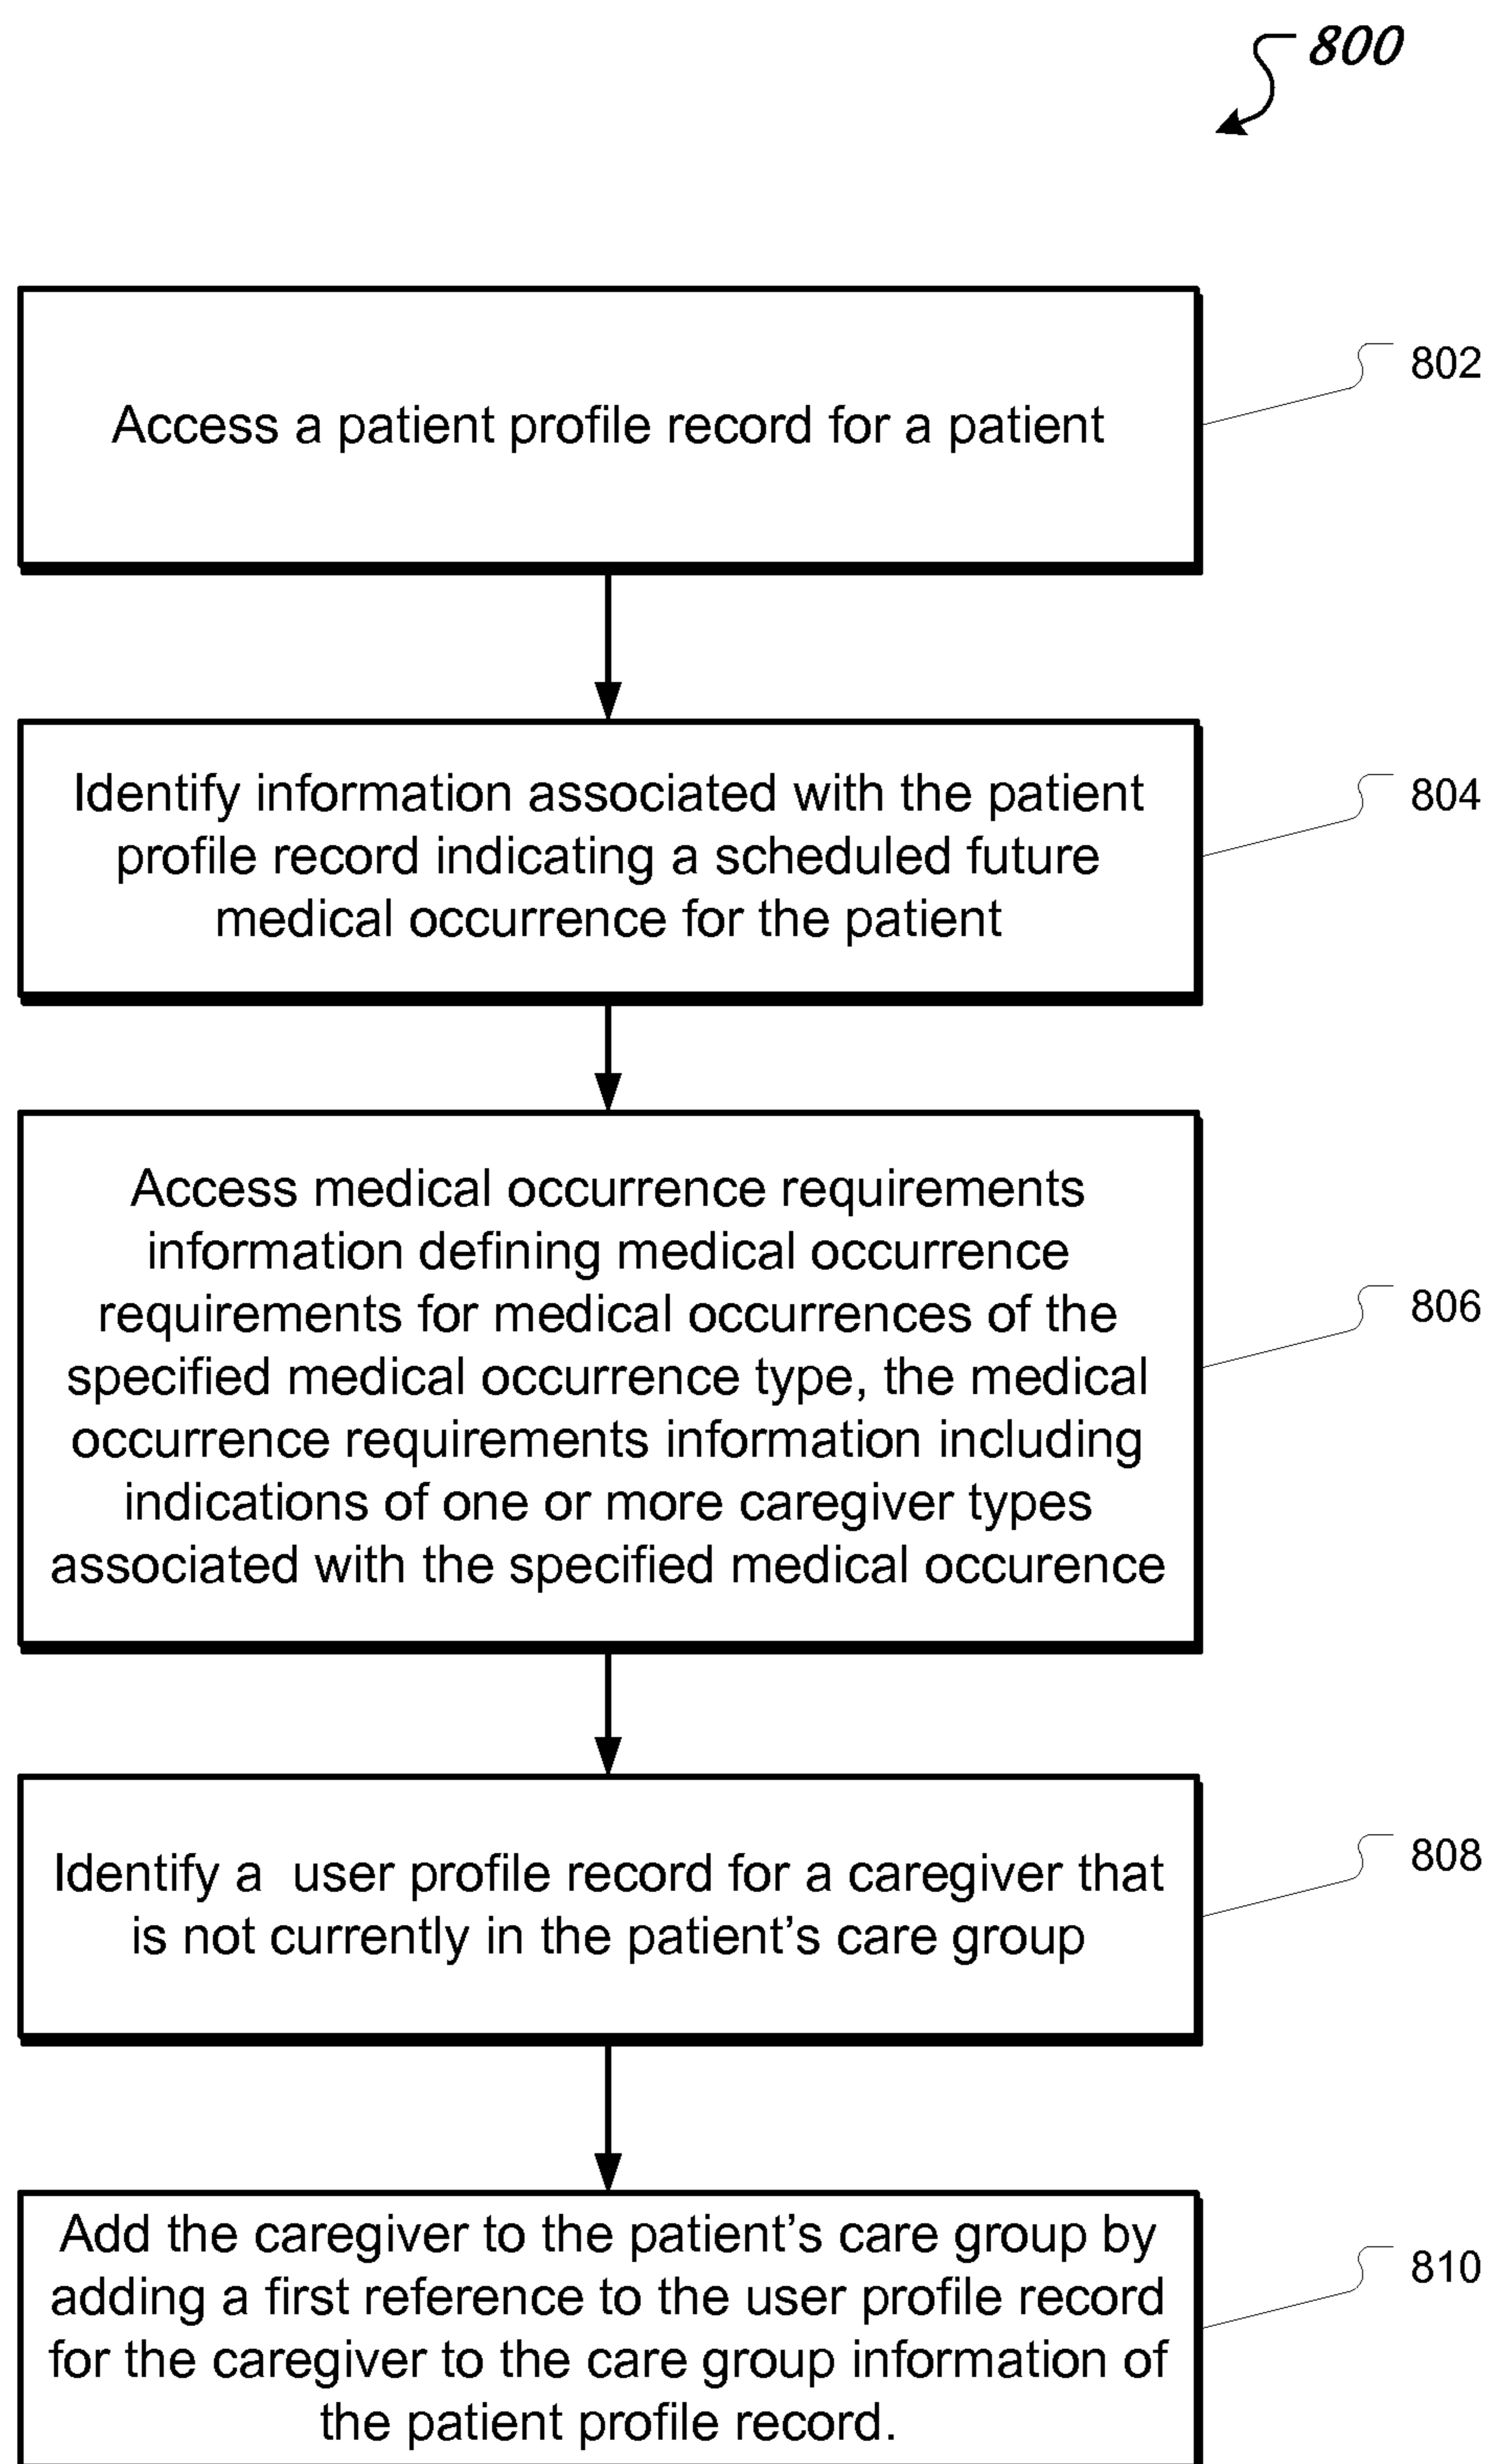 800
Access a patient profile record for a patient
802
Identify information associated with the patient
profile record indicating a scheduled future
medical occurrence for the patient
804
Access medical occurrence requirements
information defining medical occurrence
requirements for medical occurrences of the
specified medical occurrence type, the medical
occurrence requirements information including
indications of one or more caregiver types
associated with the specified medical occurence
806
Identify a  user profile record for a caregiver that
is not currently in the patient’s care group
808
Add the caregiver to the patient’s care group by
adding a first reference to the user profile record
for the caregiver to the care group information of
the patient profile record.
810